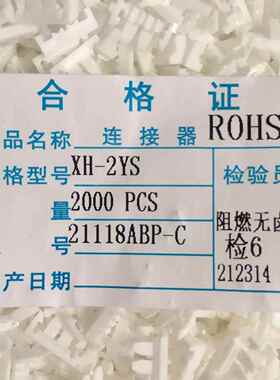 合格证
品名称 连接器 ROHS
格型号 XH-2YS 检验员
量 2000 PCS
阻燃无卤
号 21118ABP-C
检6
产日期 212314